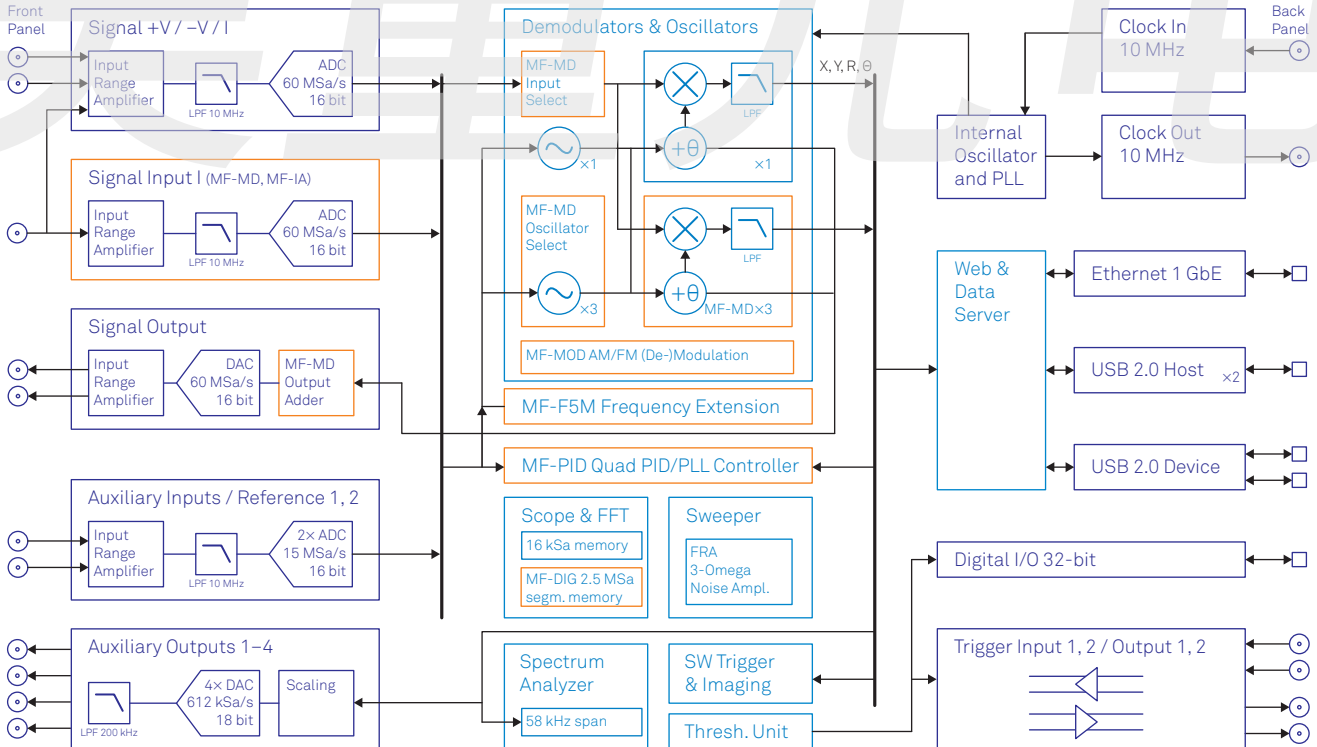 Front
Panel
Signal +V / –V / I
Input
Range
Amplifier
LPF 10 MHz
ADC
60 MSa/s
16 bit
Signal Input I (MF-MD, MF-IA)
Input
Range
Amplifier
LPF 10 MHz
ADC
60 MSa/s
16 bit
Signal Output
Input
Range
Amplifier
DAC
60 MSa/s
16 bit
MF-MD
Output
Adder
Auxiliary Inputs / Reference 1, 2
Input
Range
Amplifier
LPF 10 MHz
2× ADC
15 MSa/s
16 bit
Auxiliary Outputs 1–4
LPF 200 kHz
4× DAC
612 kSa/s
18 bit
Scaling
Demodulators & Oscillators
MF-MD
Input
Select
×1
MF-MD
Oscillator
Select
×3
LPF
+θ
×1
LPF
+θ
MF-MD×3
MF-MOD AM/FM (De-)Modulation
X, Y, R, Θ
MF-F5M Frequency Extension
MF-PID Quad PID/PLL Controller
Scope & FFT
16 kSa memory
MF-DIG 2.5 MSa
segm. memory
Sweeper
FRA
3-Omega
Noise Ampl.
Spectrum
Analyzer
58 kHz span
SW Trigger
& Imaging
Thresh. Unit
Back
Panel
Clock In
10 MHz
Internal
Oscillator
and PLL
Clock Out
10 MHz
Web &
Data
Server
Ethernet 1 GbE
USB 2.0 Host ×2
USB 2.0 Device
Digital I/O 32-bit
Trigger Input 1, 2 / Output 1, 2